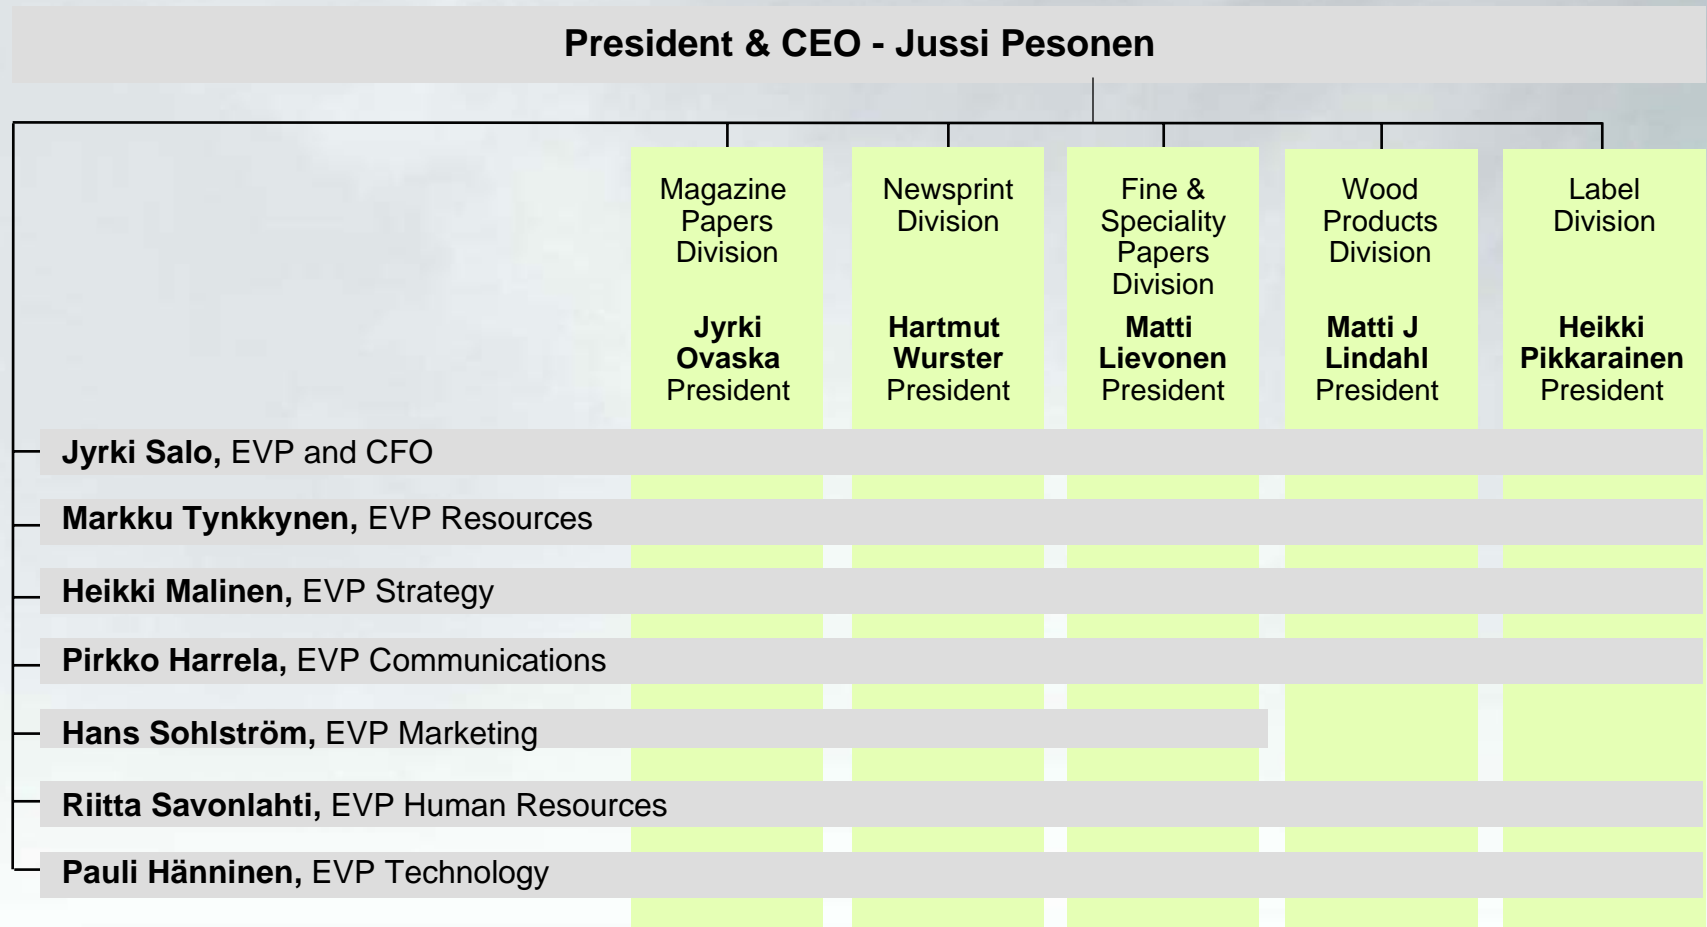 President & CEO - Jussi Pesonen
Magazine
Papers
Division
Jyrki
Ovaska
President
Newsprint
Division
Hartmut
Wurster
President
Fine &
Speciality
Papers
Division
Matti
Lievonen
President
Wood
Products
Division
Matti J
Lindahl
President
Label
Division
Heikki
Pikkarainen
President
Jyrki Salo, EVP and CFO
Markku Tynkkynen, EVP Resources
Heikki Malinen, EVP Strategy
Pirkko Harrela, EVP Communications
Hans Sohlström, EVP Marketing
Riitta Savonlahti, EVP Human Resources
Pauli Hänninen, EVP Technology